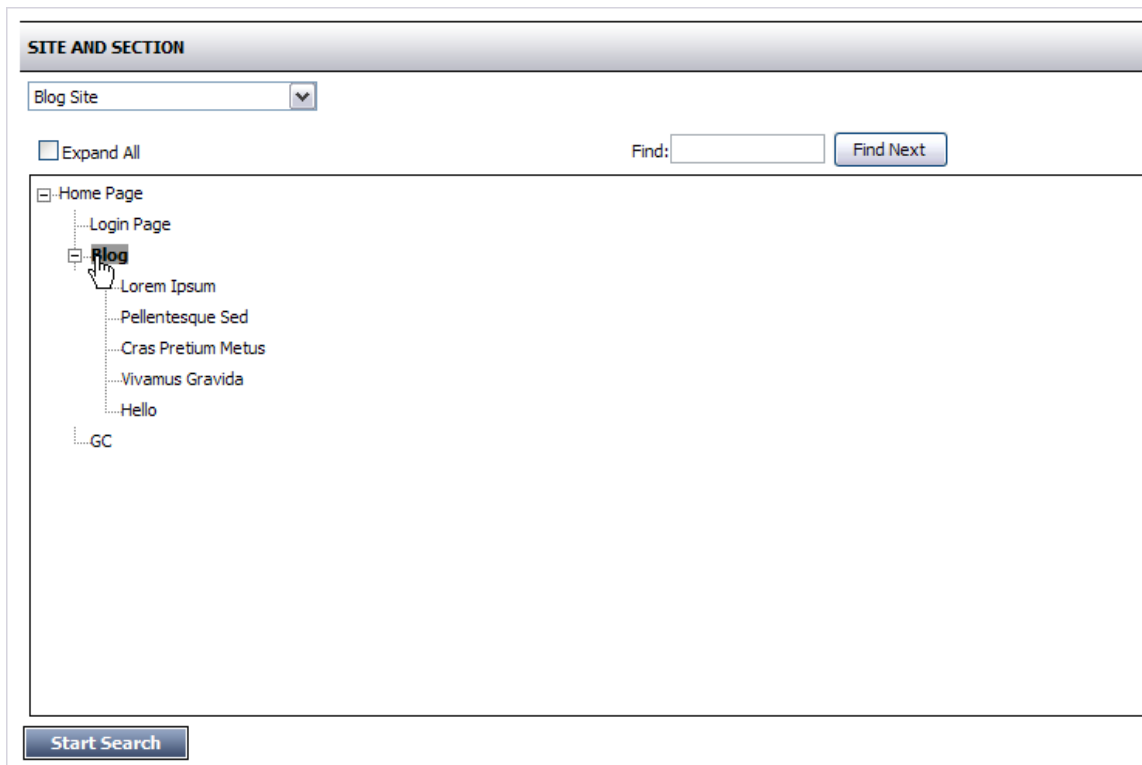 SITE AND SECTION
Blog Site
Expand All
Find:
Find Next
Home Page
Login Page
Blog
Lorem Ipsum
Pellentesque Sed
Cras Pretium Metus
Vivamus Gravida
Hello
GC
Start Search